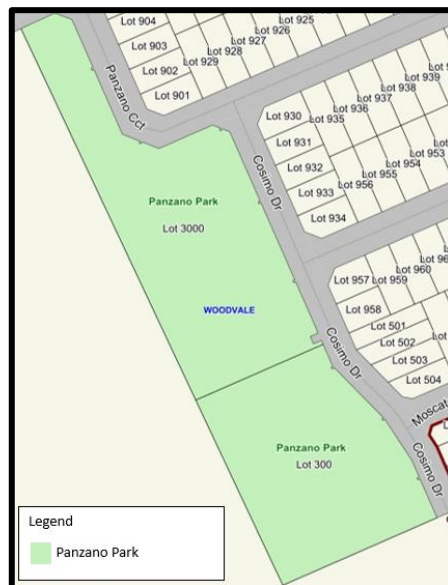 Lot 904
Lot 903
Lot 902
Lot 901
Lot 929
Lot 928
Lot 927
Lot 926
Lot 925
Panzano Cct
Lot 930
Lot 931
Lot 932
Lot 933
Lot 934
Lot 935
Lot 936
Lot 937
Lot 938
Lot 939
Lot 956
Lot 955
Lot 954
Lot 953
Cosimo Dr
Panzano Park
Lot 3000
WOODVALE
Lot 957
Lot 959
Lot 960
Lot 958
Lot 501
Lot 502
Lot 503
Lot 504
Cosimo Dr
Panzano Park
Lot 300
Cosimo Dr
Legend
Panzano Park